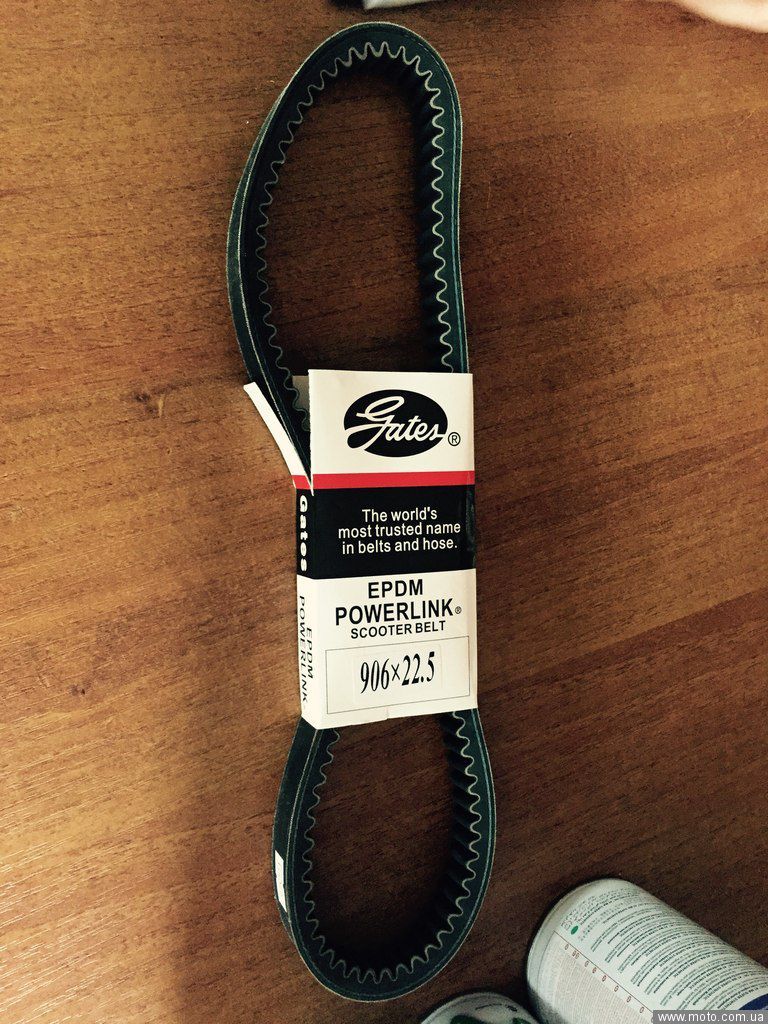 Gates®
The world's
most trusted name
in belts and hose.
EPDM
POWERLINK®
SCOOTER BELT
906×22.5
Gates
EPDM
POWERLINK
www.moto.com.ua